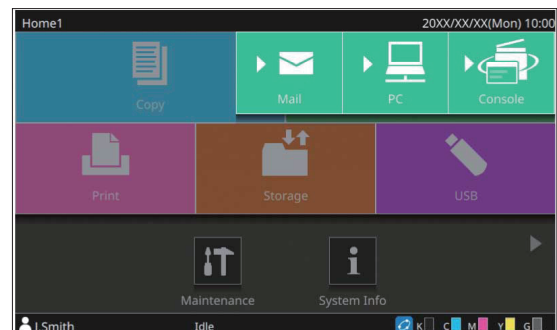 Home1 20XX/XX/XX(Mon) 10:00
Copy Mail PC Console
Print Storage USB
Maintenance System Info
J.Smith Idle K C M Y G